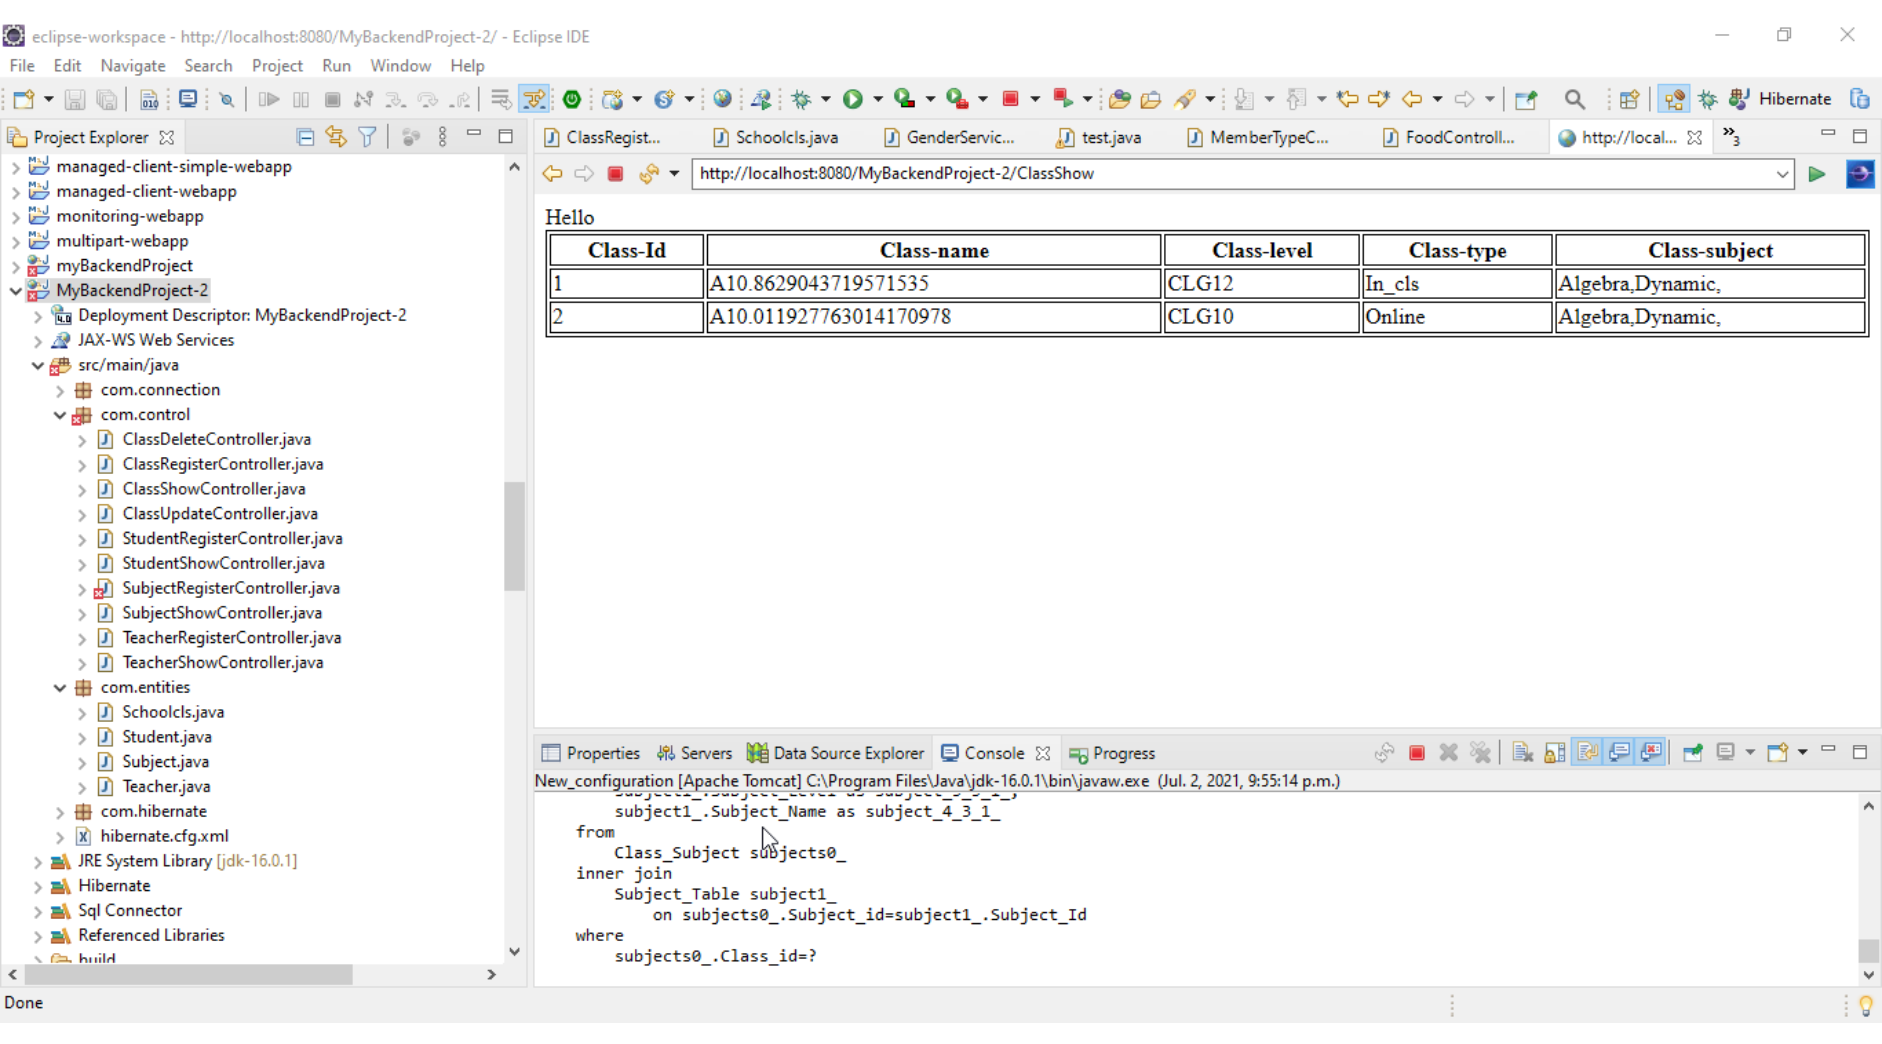 eclipse-workspace - http://localhost:8080/MyBackendProject-2/ - Eclipse IDE
File Edit Navigate Search Project Run Window Help
Hibernate
Project Explorer
managed-client-simple-webapp
managed-client-webapp
monitoring-webapp
multipart-webapp
myBackendProject
MyBackendProject-2
Deployment Descriptor: MyBackendProject-2
JAX-WS Web Services
src/main/java
com.connection
com.control
ClassDeleteController.java
ClassRegisterController.java
ClassShowController.java
ClassUpdateController.java
StudentRegisterController.java
StudentShowController.java
SubjectRegisterController.java
SubjectShowController.java
TeacherRegisterController.java
TeacherShowController.java
com.entities
Schoolcls.java
Student.java
Subject.java
Teacher.java
com.hibernate
hibernate.cfg.xml
JRE System Library [jdk-16.0.1]
Hibernate
Sql Connector
Referenced Libraries
build
ClassRegist... Schoolcls.java GenderServic... test.java MemberTypeC... FoodControll... http://local... 3
http://localhost:8080/MyBackendProject-2/ClassShow
Hello
Class-Id Class-name Class-level Class-type Class-subject
1 A10.8629043719571535 CLG12 In_cls Algebra,Dynamic,
2 A10.011927763014170978 CLG10 Online Algebra,Dynamic,
Properties Servers Data Source Explorer Console Progress
New_configuration [Apache Tomcat] C:\Program Files\Java\jdk-16.0.1\bin\javaw.exe (Jul. 2, 2021, 9:55:14 p.m.)
subject1_.Subject_Level as subject_3_3_1_,
subject1_.Subject_Name as subject_4_3_1_
from
Class_Subject subjects0_
inner join
Subject_Table subject1_
on subjects0_.Subject_id=subject1_.Subject_Id
where
subjects0_.Class_id=?
Done